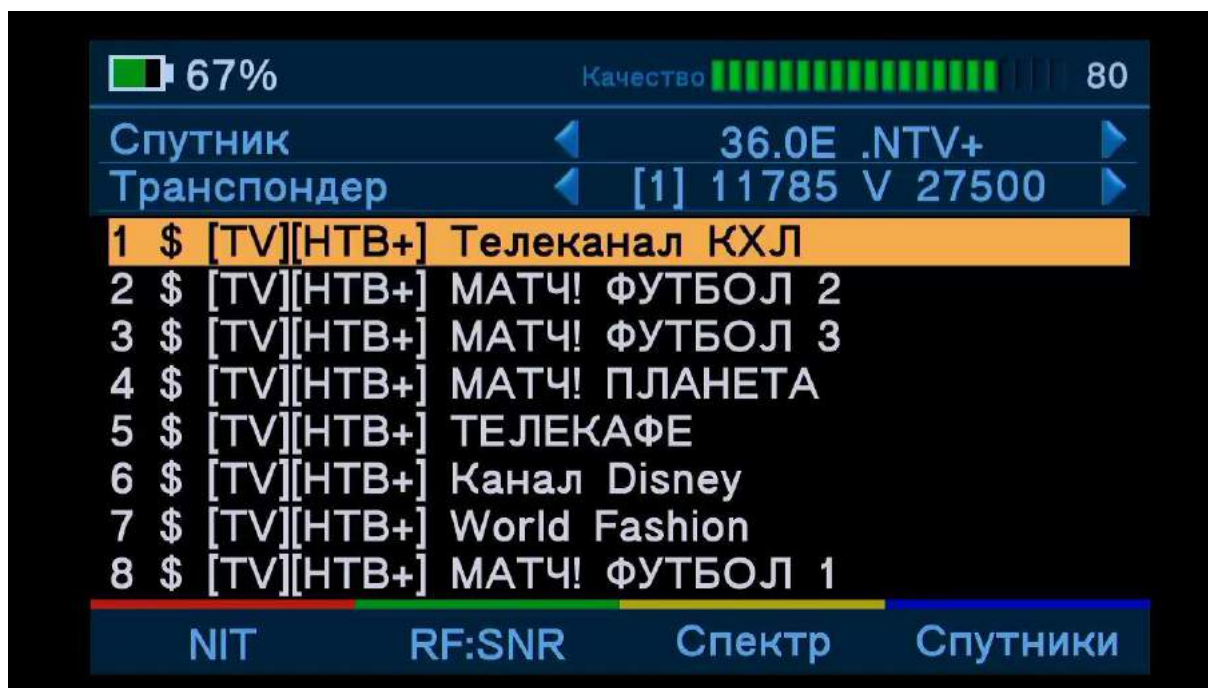 67% Качество 80
Спутник 36.0E .NTV+
Транспондер [1] 11785 V 27500
1 $ [TV][НТВ+] Телеканал КХЛ
2 $ [TV][НТВ+] МАТЧ! ФУТБОЛ 2
3 $ [TV][НТВ+] МАТЧ! ФУТБОЛ 3
4 $ [TV][НТВ+] МАТЧ! ПЛАНЕТА
5 $ [TV][НТВ+] ТЕЛЕКАФЕ
6 $ [TV][НТВ+] Канал Disney
7 $ [TV][НТВ+] World Fashion
8 $ [TV][НТВ+] МАТЧ! ФУТБОЛ 1
NIT RF:SNR Спектр Спутники